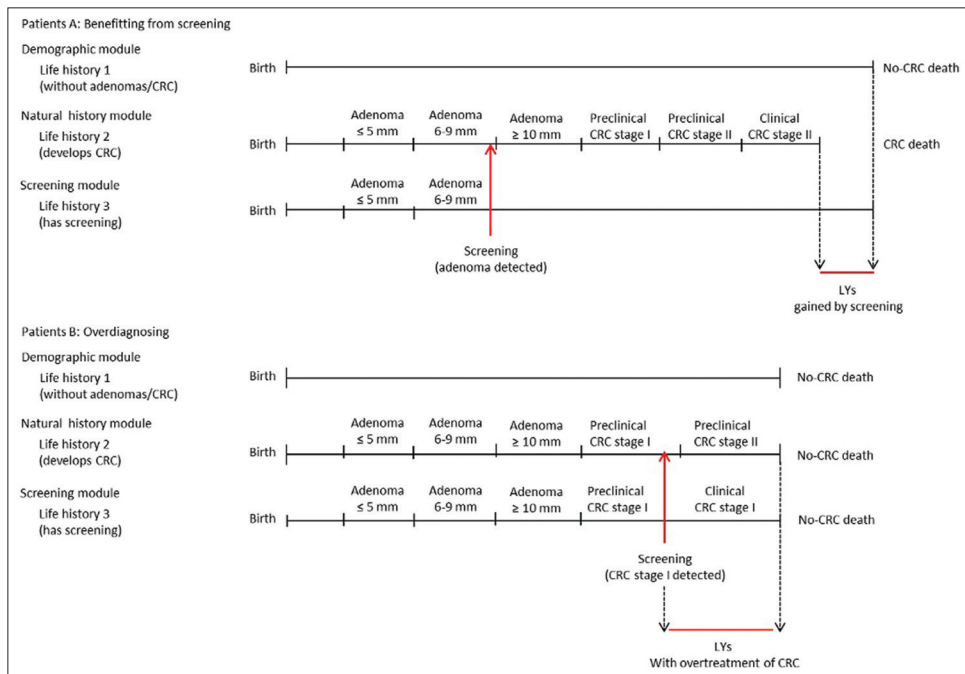 Patients A: Benefitting from screening
Demographic module
Life history 1
(without adenomas/CRC)
Birth
No-CRC death
Natural history module
Life history 2
(develops CRC)
Birth
Adenoma
≤ 5 mm
Adenoma
6-9 mm
Adenoma
≥ 10 mm
Preclinical
CRC stage I
Preclinical
CRC stage II
Clinical
CRC stage II
CRC death
Screening module
Life history 3
(has screening)
Birth
Adenoma
≤ 5 mm
Adenoma
6-9 mm
Screening
(adenoma detected)
LYs
gained by screening
Patients B: Overdiagnosing
Demographic module
Life history 1
(without adenomas/CRC)
Birth
No-CRC death
Natural history module
Life history 2
(develops CRC)
Birth
Adenoma
≤ 5 mm
Adenoma
6-9 mm
Adenoma
≥ 10 mm
Preclinical
CRC stage I
Preclinical
CRC stage II
No-CRC death
Screening module
Life history 3
(has screening)
Birth
Adenoma
≤ 5 mm
Adenoma
6-9 mm
Adenoma
≥ 10 mm
Preclinical
CRC stage I
Clinical
CRC stage I
No-CRC death
Screening
(CRC stage I detected)
LYs
With overtreatment of CRC